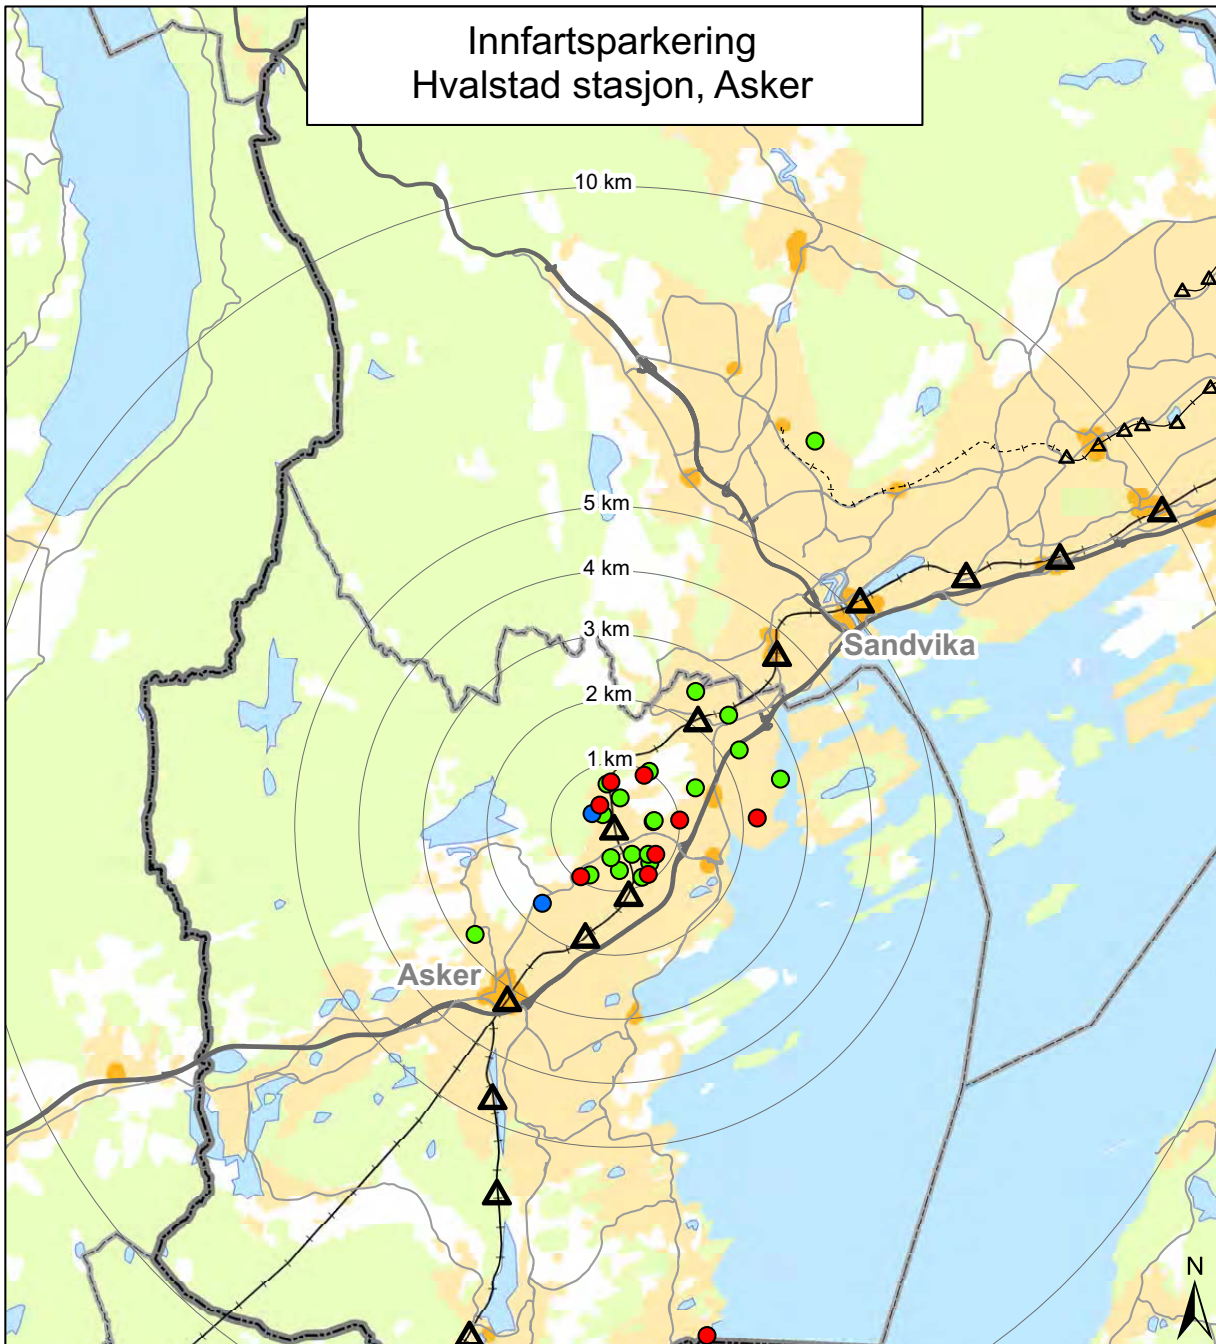 Innfartsparkering
Hvalstad stasjon, Asker
10 km
5 km
4 km
3 km
Sandvika
2 km
1 km
Asker
N